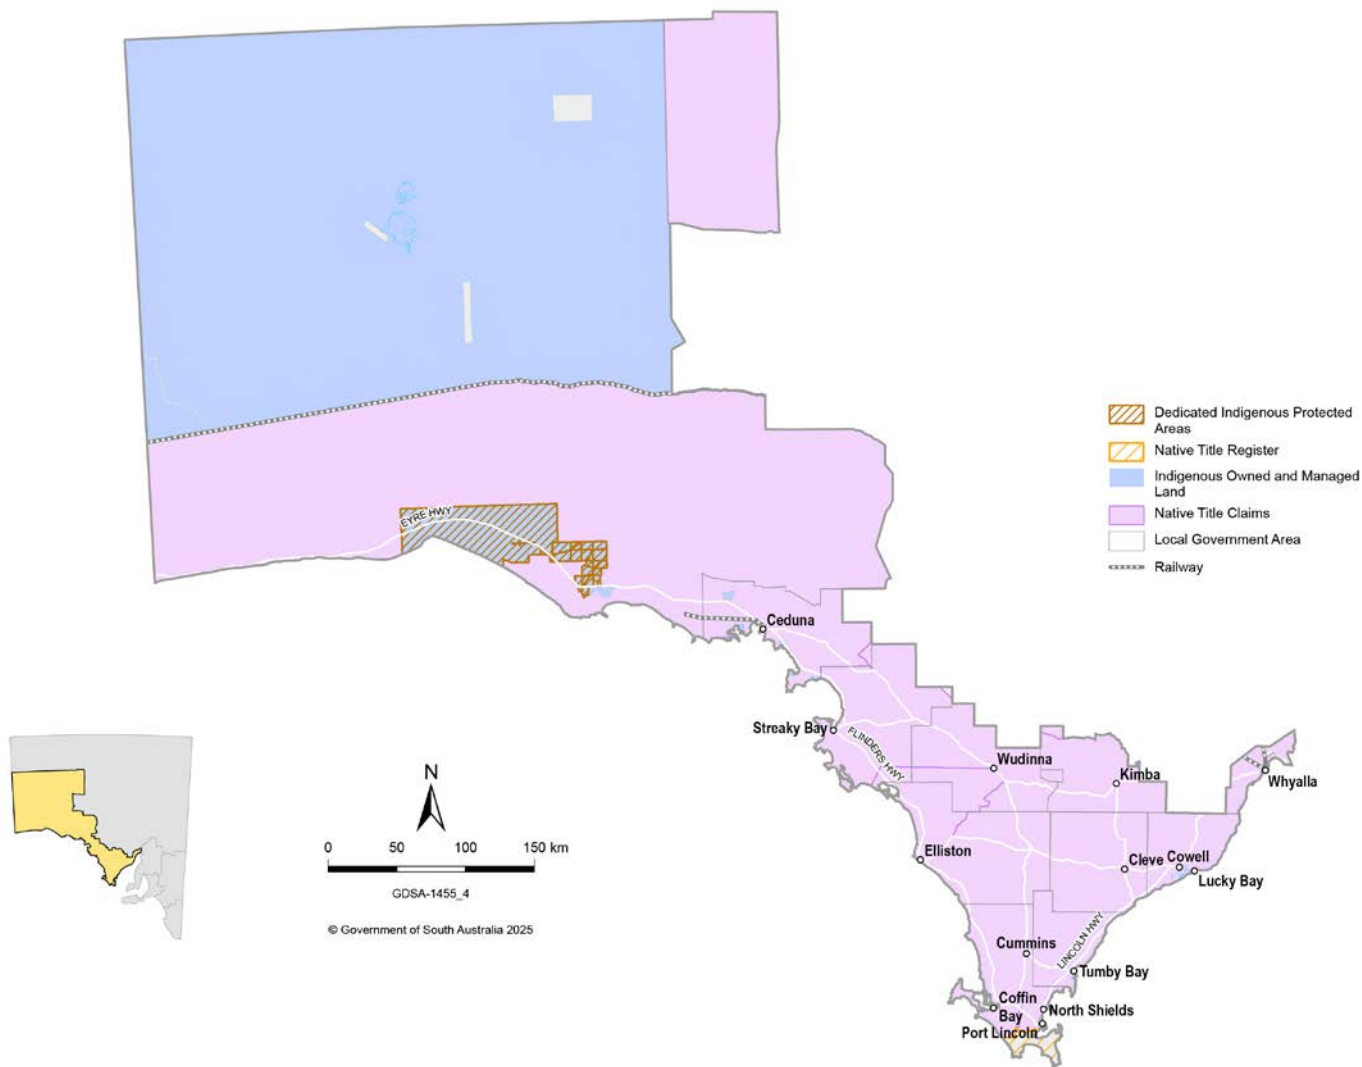 Dedicated Indigenous Protected
Areas
Native Title Register
Indigenous Owned and Managed
Land
Native Title Claims
Local Government Area
Railway
EYRE HWY
Ceduna
Streaky Bay
FLINDERS HWY
Wudinna
Kimba
Whyalla
Elliston
Cleve
Cowell
Lucky Bay
Cummins
LINCOLN HWY
Tumby Bay
Coffin
Bay
North Shields
Port Lincoln
N
0 50 100 150 km
GDSA-1455_4
© Government of South Australia 2025